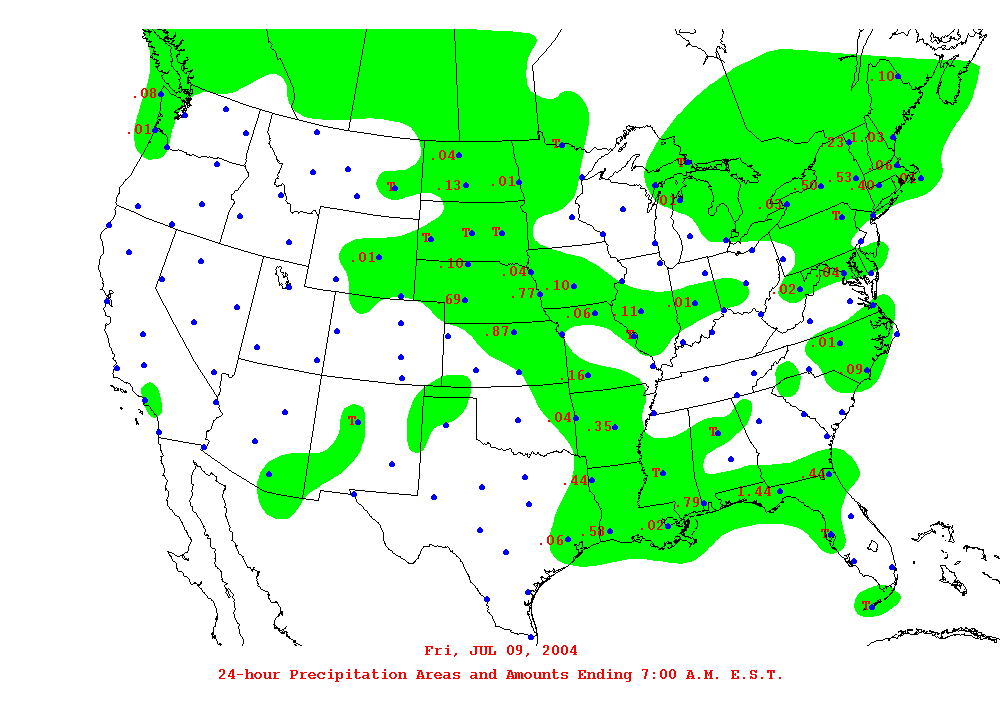 .10
.08
.01
.23 1.03
T
.04
T
.06
.13
.01
T
.50
.53
.40
.01
.03
T
T
T
T
.01
.10
.04
.04
.10
.02
.77
.69
.01
.06
.11
.87
T
.01
.16
.09
.04
.35
T
T
.44
T
.44
1.44
.79
.02
.58
T
.06
T
Fri, JUL 09, 2004
24-hour Precipitation Areas and Amounts Ending 7:00 A.M. E.S.T.